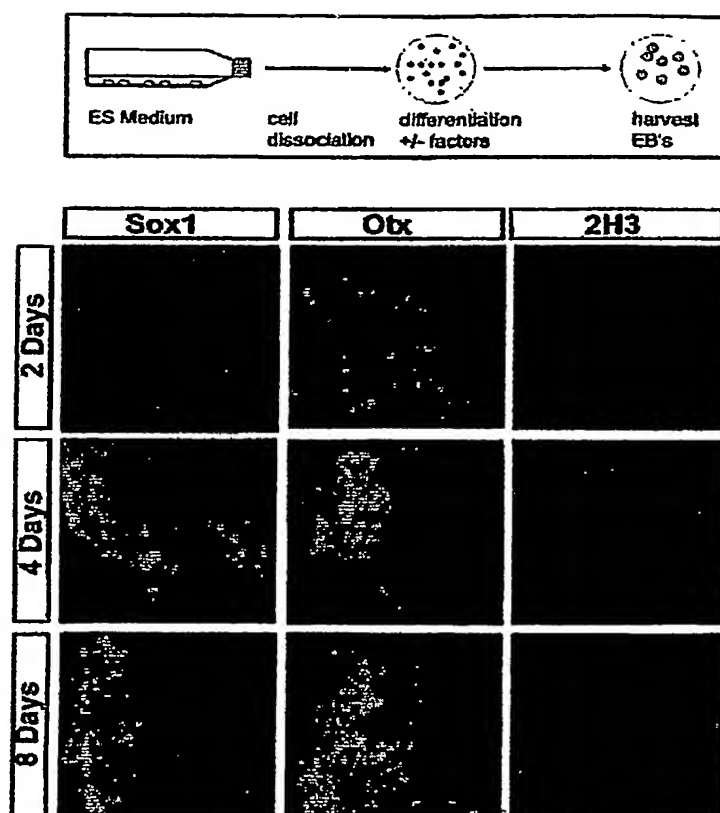 ES Medium
cell
dissociation
differentiation
+/- factors
harvest
EB's
Sox1
Otx
2H3
2 Days
4 Days
8 Days